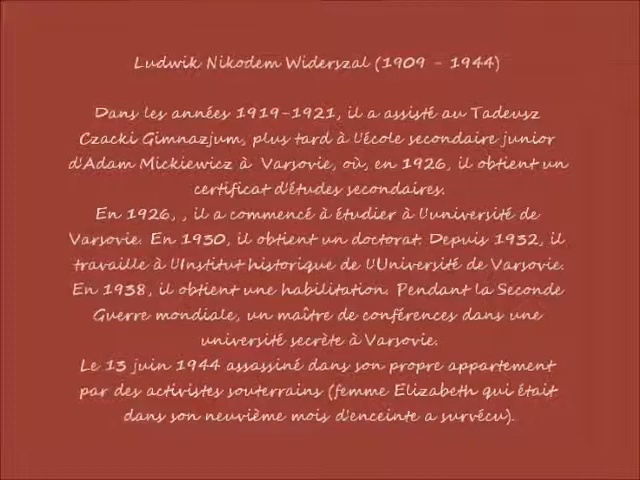 Ludwik Nikodem Widerszal (1909 - 1944)
Dans les années 1919-1921, il a assisté au Tadeusz
Czacki Gimnazjum, plus tard à l'école secondaire junior
d'Adam Mickiewicz à Varsovie, où, en 1926, il obtient un
certificat d'études secondaires.
En 1926, , il a commencé à étudier à l'université de
Varsovie. En 1930, il obtient un doctorat. Depuis 1932, il
travaille à l'Institut historique de l'Université de Varsovie.
En 1938, il obtient une habilitation. Pendant la Seconde
Guerre mondiale, un maître de conférences dans une
université secrète à Varsovie.
Le 13 juin 1944 assassiné dans son propre appartement
par des activistes souterrains (femme Elizabeth qui était
dans son neuvième mois d'enceinte a survécu).